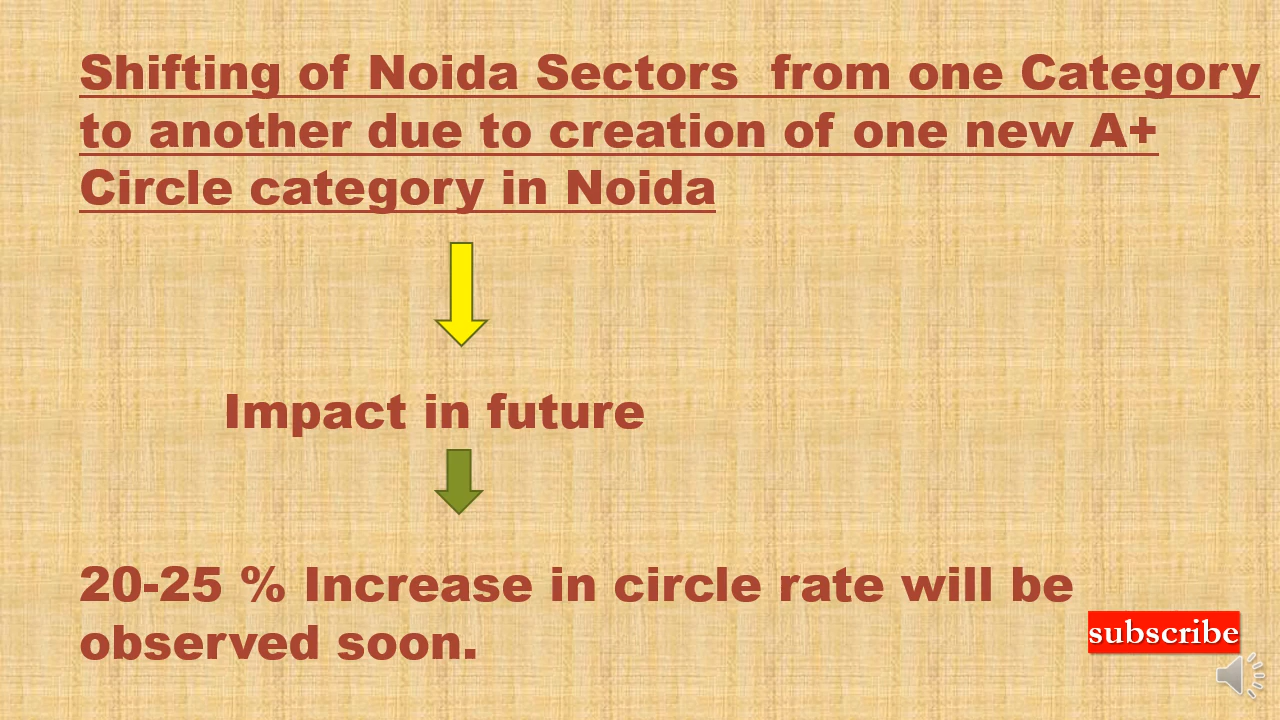 Shifting of Noida Sectors  from one Category
to another due to creation of one new A+
Circle category in Noida
Impact in future
20-25 % Increase in circle rate will be
observed soon.
subscribe